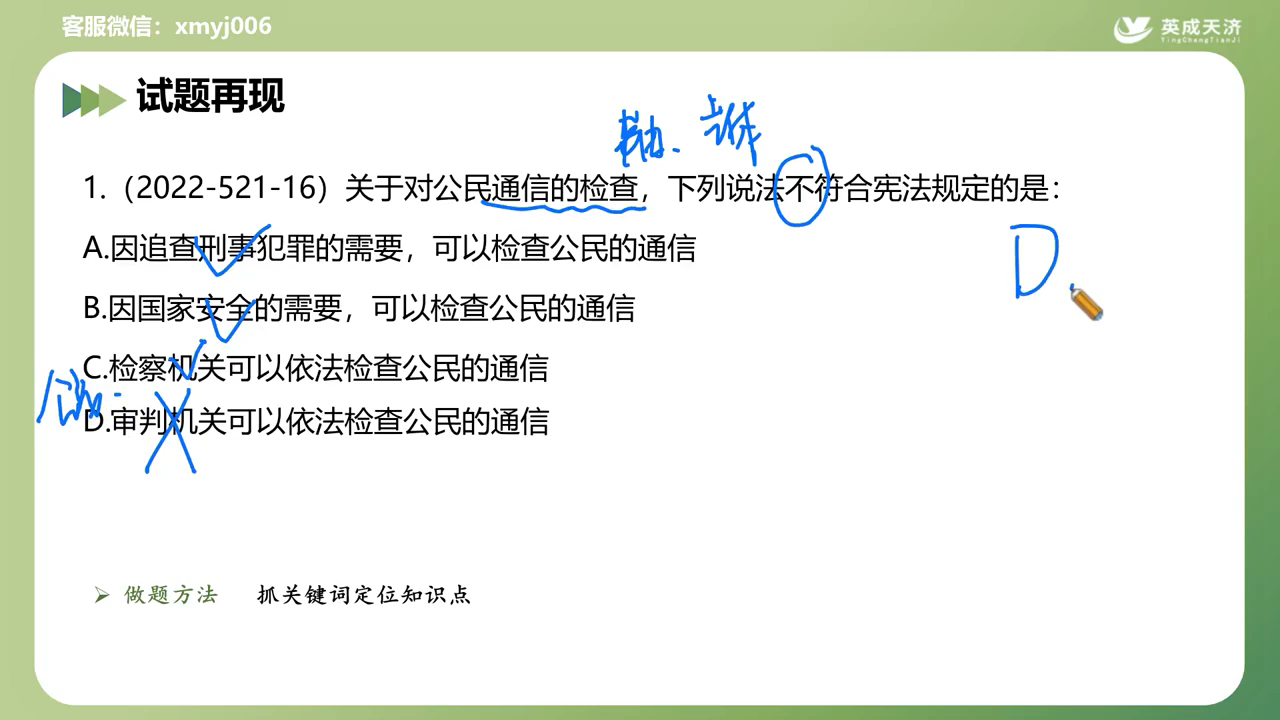 客服微信：xmyj006
英成天济
YingChengTianJi
试题再现
1.（2022-521-16）关于对公民通信的检查，下列说法不符合宪法规定的是：
A.因追查刑事犯罪的需要，可以检查公民的通信
D
B.因国家安全的需要，可以检查公民的通信
C.检察机关可以依法检查公民的通信
D.审判机关可以依法检查公民的通信
做题方法 抓关键词定位知识点